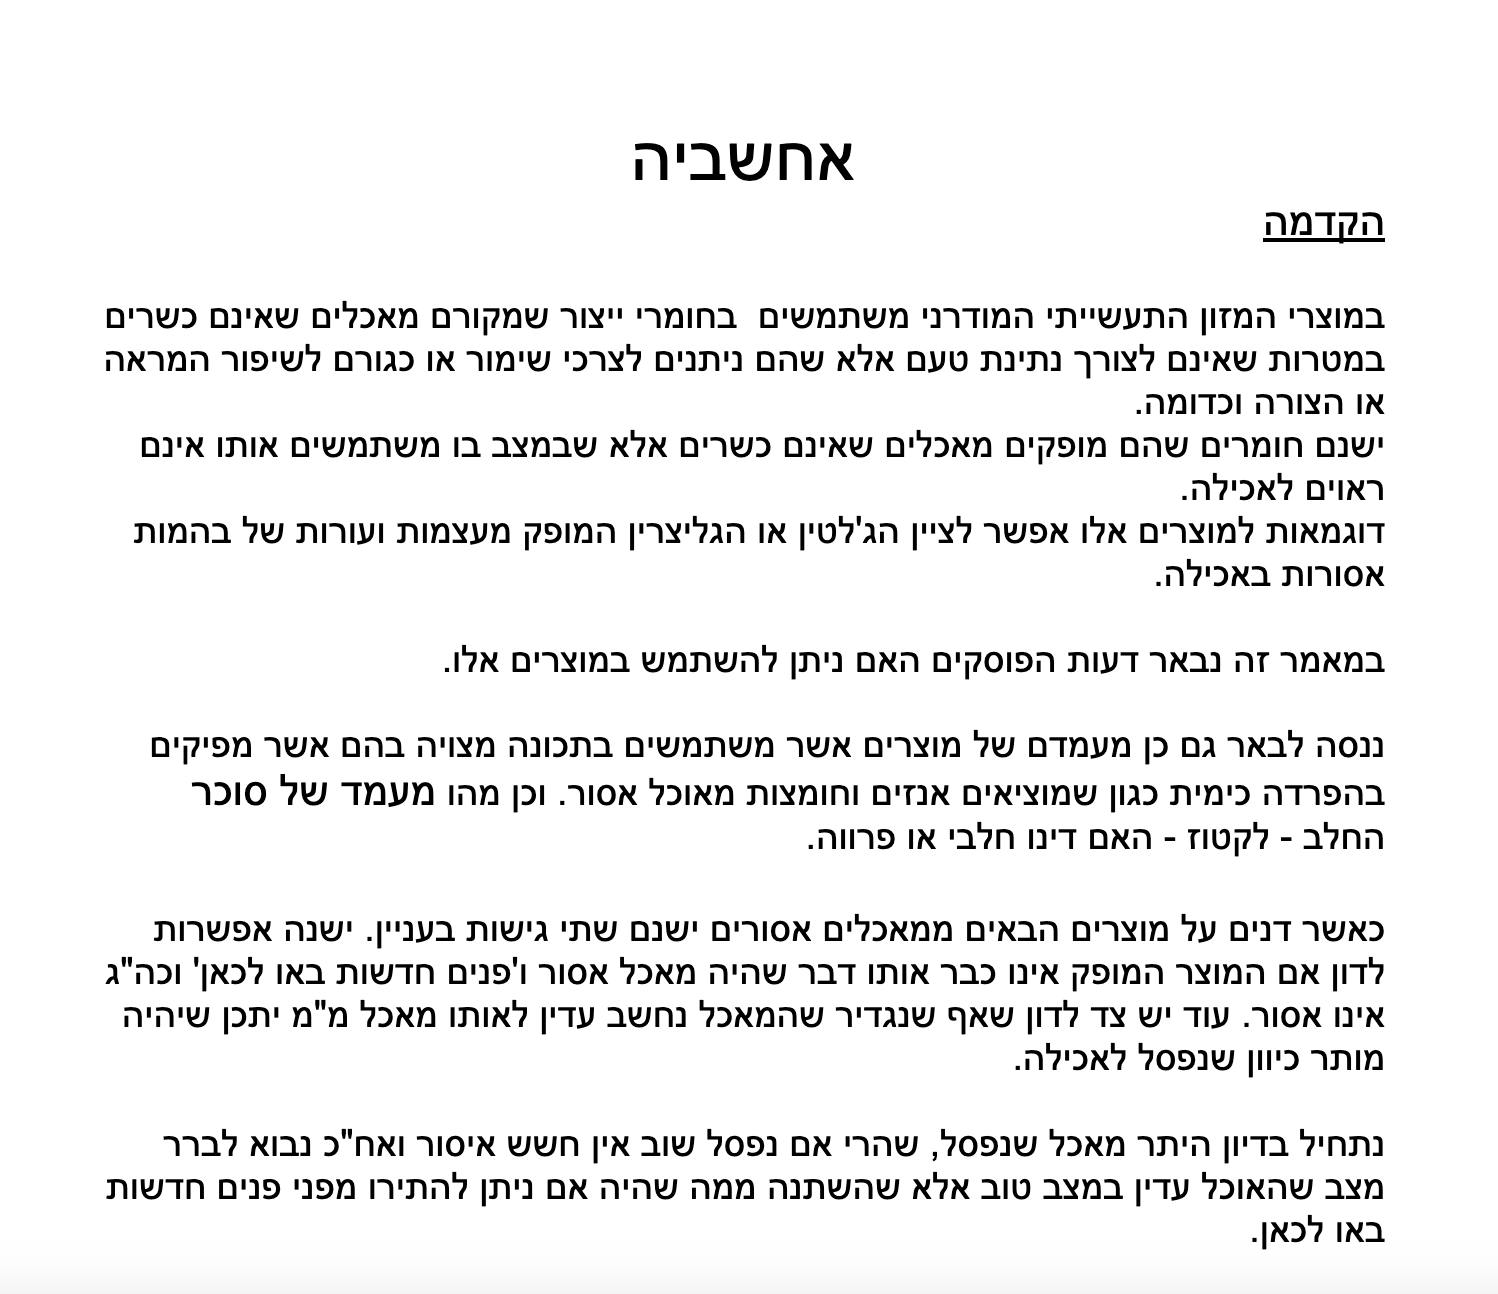 אחשביה
הקדמה
במוצרי המזון התעשייתי המודרני משתמשים  בחומרי ייצור שמקורם מאכלים שאינם כשרים
במטרות שאינם לצורך נתינת טעם אלא שהם ניתנים לצרכי שימור או כגורם לשיפור המראה
או הצורה וכדומה.
ישנם חומרים שהם מופקים מאכלים שאינם כשרים אלא שבמצב בו משתמשים אותו אינם
ראוים לאכילה.
דוגמאות למוצרים אלו אפשר לציין הג'לטין או הגליצרין המופק מעצמות ועורות של בהמות
אסורות באכילה.
במאמר זה נבאר דעות הפוסקים האם ניתן להשתמש במוצרים אלו.
ננסה לבאר גם כן מעמדם של מוצרים אשר משתמשים בתכונה מצויה בהם אשר מפיקים
בהפרדה כימית כגון שמוציאים אנזים וחומצות מאוכל אסור. וכן מהו מעמד של סוכר
החלב - לקטוז - האם דינו חלבי או פרווה.
כאשר דנים על מוצרים הבאים ממאכלים אסורים ישנם שתי גישות בעניין. ישנה אפשרות
לדון אם המוצר המופק אינו כבר אותו דבר שהיה מאכל אסור ו'פנים חדשות באו לכאן' וכה"ג
אינו אסור. עוד יש צד לדון שאף שנגדיר שהמאכל נחשב עדין לאותו מאכל מ"מ יתכן שיהיה
מותר כיוון שנפסל לאכילה.
נתחיל בדיון היתר מאכל שנפסל, שהרי אם נפסל שוב אין חשש איסור ואח"כ נבוא לברר
מצב שהאוכל עדין במצב טוב אלא שהשתנה ממה שהיה אם ניתן להתירו מפני פנים חדשות
באו לכאן.